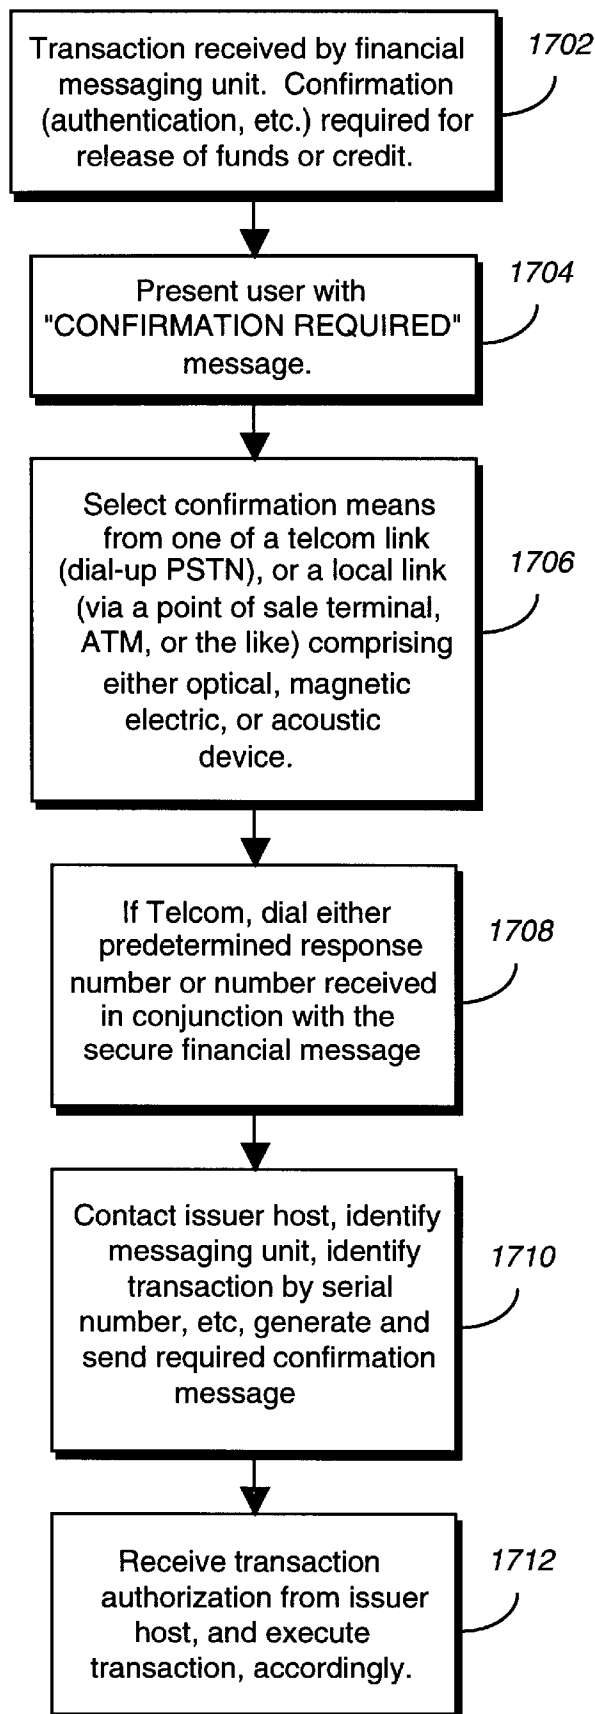 Transaction received by financial
messaging unit. Confirmation
(authentication, etc.) required for
release of funds or credit.
1702
Present user with
"CONFIRMATION REQUIRED"
message.
1704
Select confirmation means
from one of a telcom link
(dial-up PSTN), or a local link
(via a point of sale terminal,
ATM, or the like) comprising
either optical, magnetic
electric, or acoustic
device.
1706
If Telcom, dial either
predetermined response
number or number received
in conjunction with the
secure financial message
1708
Contact issuer host, identify
messaging unit, identify
transaction by serial
number, etc, generate and
send required confirmation
message
1710
Receive transaction
authorization from issuer
host, and execute
transaction, accordingly.
1712